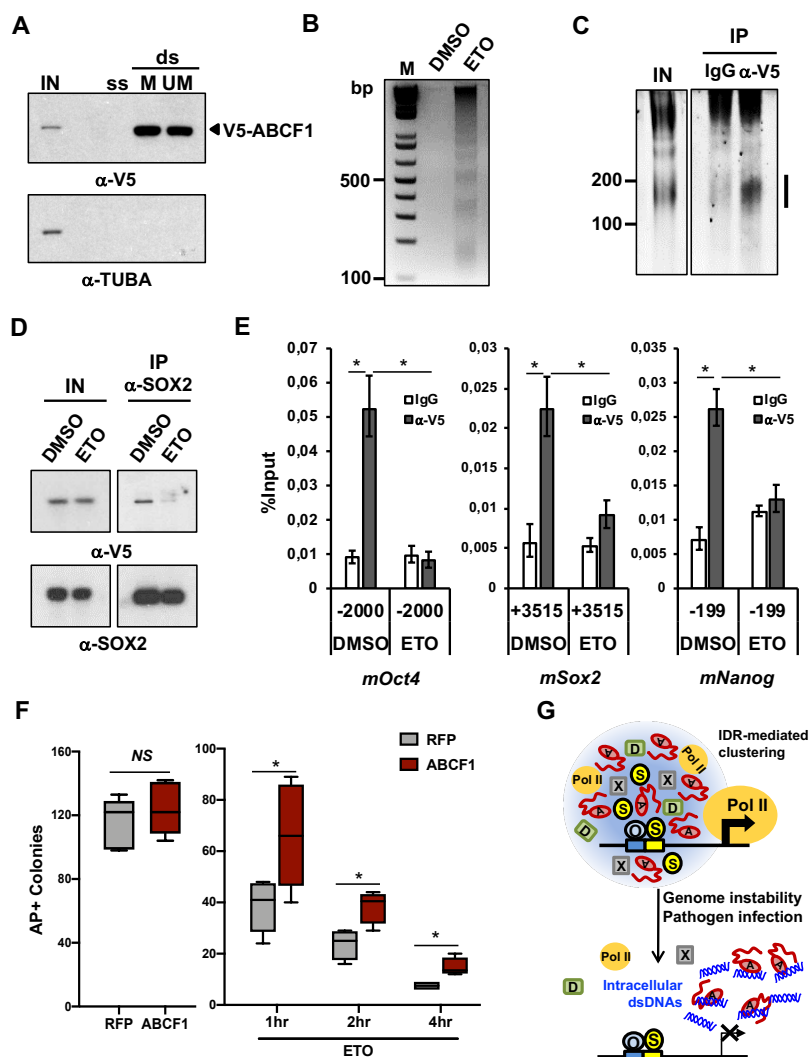 A
ds
IN ss M UM
V5-ABCF1
α-V5
α-TUBA
B
DMSO
ETO
M
bp
500
100
C
IP
IN IgG α-V5
200
100
D
IP
IN α-SOX2
DMSO ETO DMSO ETO
α-V5
α-SOX2
E
%Input
0,07
0,06
0,05
0,04
0,03
0,02
0,01
0
* *
IgG
α-V5
-2000 -2000
DMSO ETO
mOct4
0,03
0,025
0,02
0,015
0,01
0,005
0
* *
IgG
α-V5
+3515 +3515
DMSO ETO
mSox2
0,035
0,03
0,025
0,02
0,015
0,01
0,005
0
* *
IgG
α-V5
-199 -199
DMSO ETO
mNanog
F
AP+ Colonies
160
120
80
40
0
NS
RFP ABCF1
100
80
60
40
20
0
RFP
ABCF1
*
*
*
1hr 2hr 4hr
ETO
G
IDR-mediated
clustering
A D A Pol II
Pol II S X A
X A D
A S A
D O S Pol II
X A S
Genome instability
Pathogen infection
Pol II X
D Intracellular
dsDNAs
A A A A A
O S